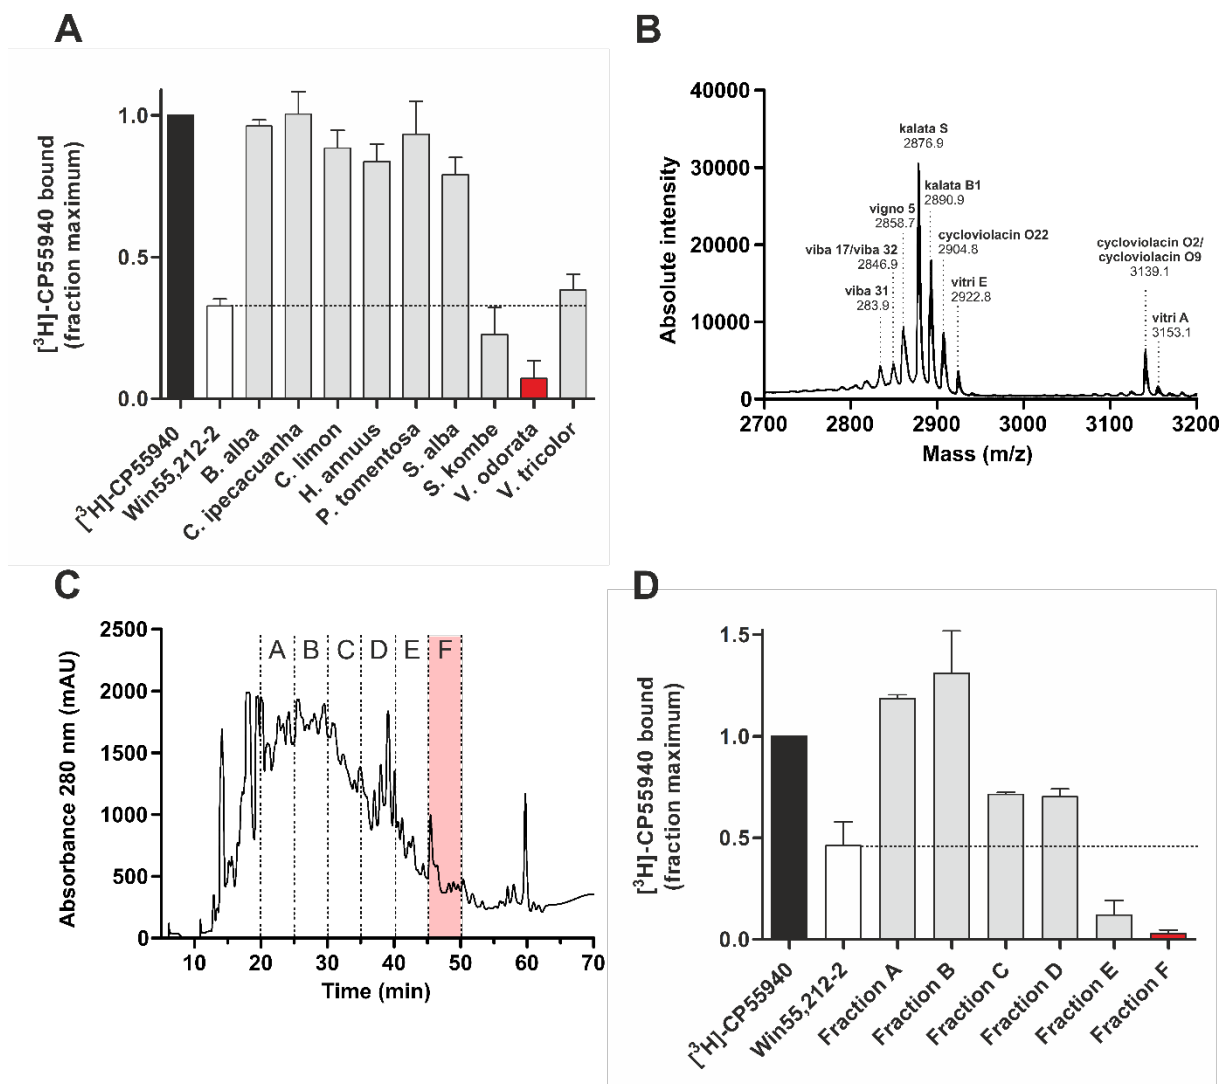 A
[³H]-CP55940 bound
(fraction maximum)
1.0
0.5
0.0
[³H]-CP55940
Win55,212-2
B. alba
C. ipecacuanha
C. limon
H. annuus
P. tomentosa
S. alba
S. kombe
V. odorata
V. tricolor
B
Absolute intensity
40000
30000
20000
10000
0
kalata S
2876.9
kalata B1
2890.9
vigno 5
2858.7
cycloviolacin O22
2904.8
viba 17/viba 32
2846.9
vitri E
2922.8
viba 31
283.9
cycloviolacin O2/
cycloviolacin O9
3139.1
vitri A
3153.1
2700 2800 2900 3000 3100 3200
Mass (m/z)
C
Absorbance 280 nm (mAU)
2500
2000
1500
1000
500
0
A B C D E F
10 20 30 40 50 60 70
Time (min)
D
[³H]-CP55940 bound
(fraction maximum)
1.5
1.0
0.5
0.0
[³H]-CP55940
Win55,212-2
Fraction A
Fraction B
Fraction C
Fraction D
Fraction E
Fraction F